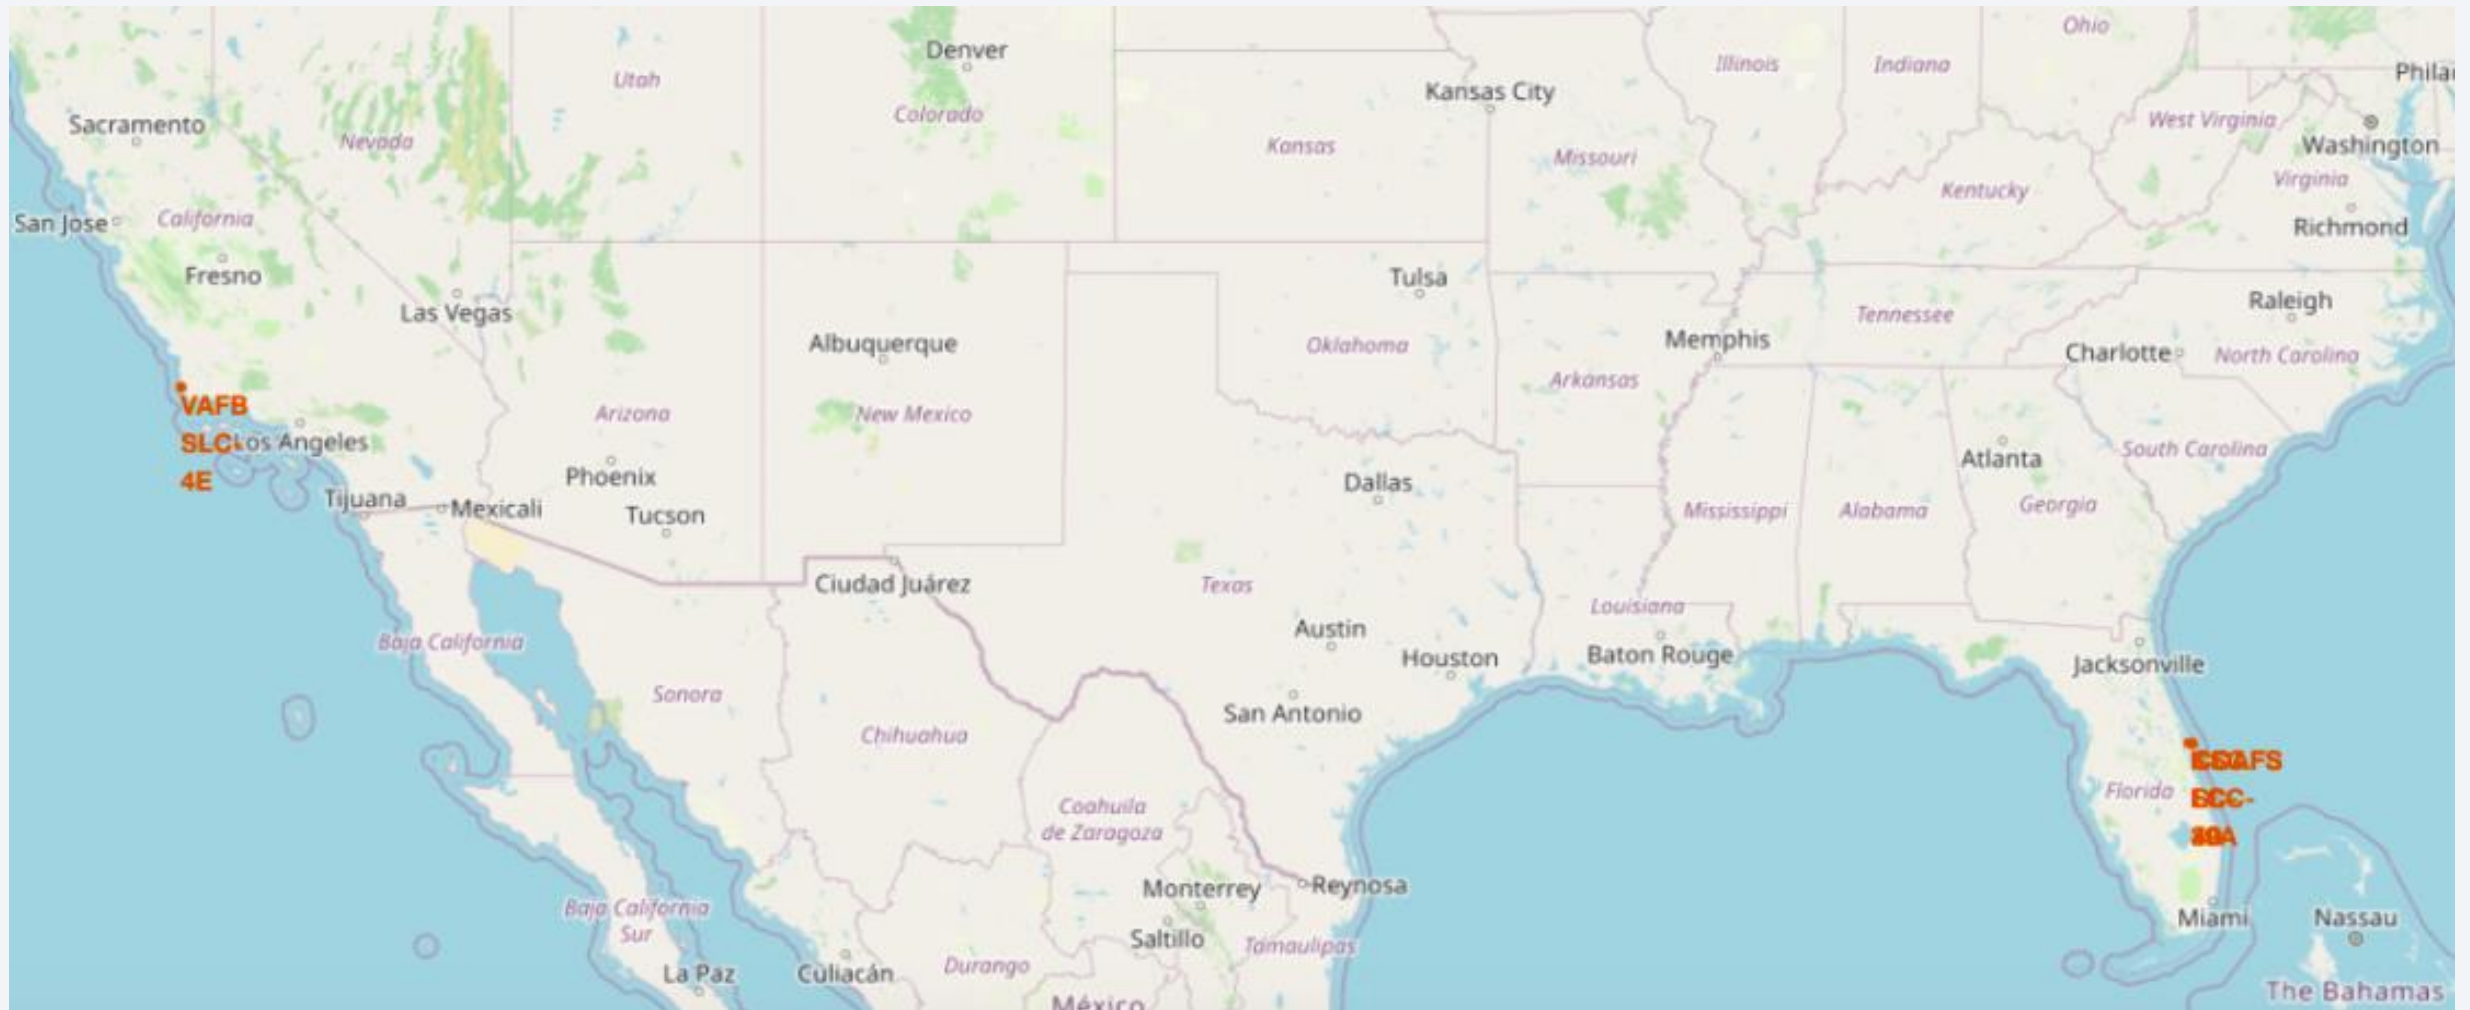 Ohio
Denver
Utah
Illinois
Indiana
Philad
Kansas City
Colorado
Sacramento
West Virginia
Nevada
Kansas
Washington
Missouri
Virginia
Kentucky
San Jose
California
Richmond
Fresno
Tulsa
Las Vegas
Raleigh
Tennessee
Albuquerque
Oklahoma
Memphis
Charlotte
North Carolina
Arkansas
VAFB
SLC-
4E
Los Angeles
Arizona
New Mexico
South Carolina
Atlanta
Phoenix
Dallas
Tijuana
Mexicali
Tucson
Mississippi
Alabama
Georgia
Ciudad Juárez
Texas
Louisiana
Austin
Baja California
Houston
Baton Rouge
Jacksonville
Sonora
San Antonio
Chihuahua
Florida
Coahuila
de Zaragoza
Monterrey
Reynosa
Baja California
Sur
Miami
Nassau
Saltillo
Tamaulipas
La Paz
Culiacán
Durango
México
The Bahamas